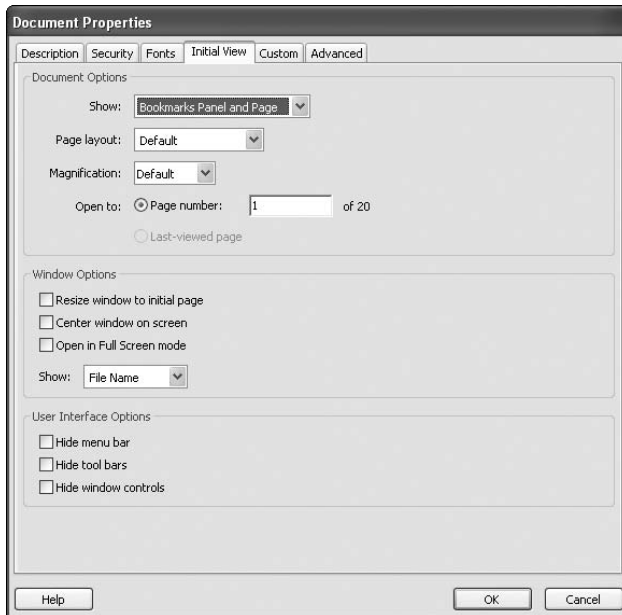 Document Properties
Description Security Fonts Initial View Custom Advanced
Document Options
Show: Bookmarks Panel and Page
Page layout: Default
Magnification: Default
Open to: Page number: 1 of 20
Last-viewed page
Window Options
Resize window to initial page
Center window on screen
Open in Full Screen mode
Show: File Name
User Interface Options
Hide menu bar
Hide tool bars
Hide window controls
Help OK Cancel